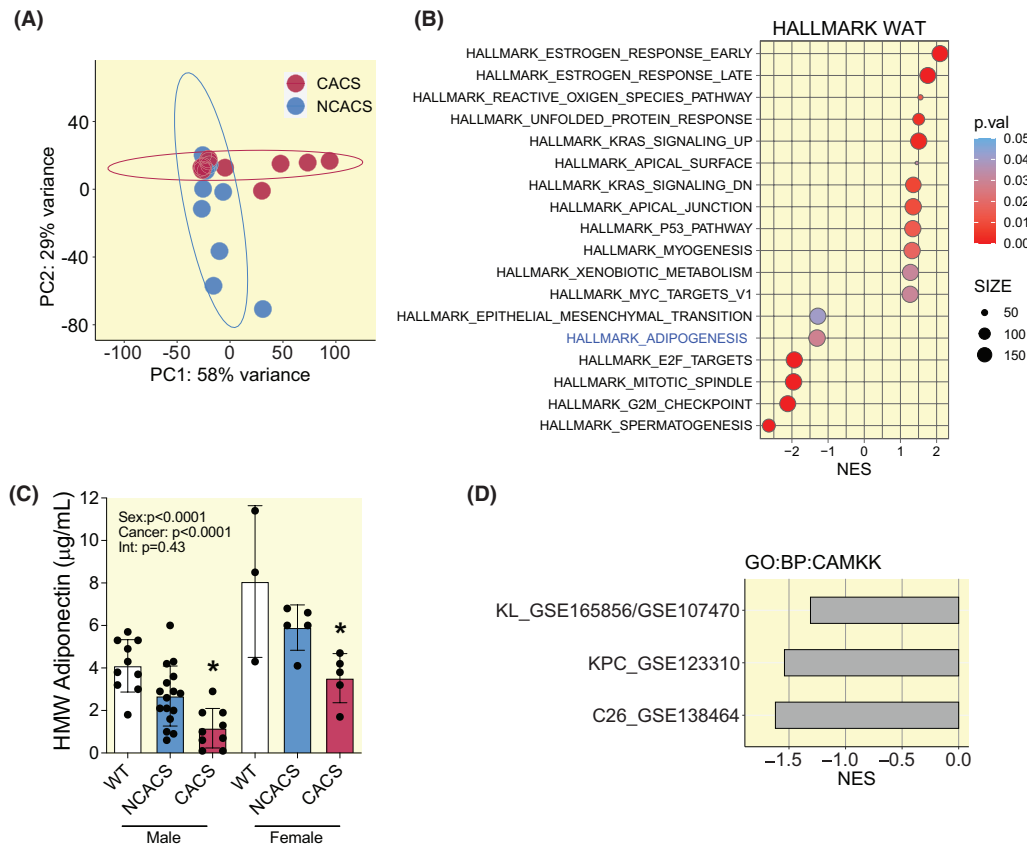 (A)
CACS
NCACS
40
0
-40
-80
PC2: 29% variance
-100
-50
0
50
100
PC1: 58% variance
(B)
HALLMARK WAT
HALLMARK_ESTROGEN_RESPONSE_EARLY
HALLMARK_ESTROGEN_RESPONSE_LATE
HALLMARK_REACTIVE_OXIGEN_SPECIES_PATHWAY
HALLMARK_UNFOLDED_PROTEIN_RESPONSE
HALLMARK_KRAS_SIGNALING_UP
HALLMARK_APICAL_SURFACE
HALLMARK_KRAS_SIGNALING_DN
HALLMARK_APICAL_JUNCTION
HALLMARK_P53_PATHWAY
HALLMARK_MYOGENESIS
HALLMARK_XENOBIOTIC_METABOLISM
HALLMARK_MYC_TARGETS_V1
HALLMARK_EPITHELIAL_MESENCHYMAL_TRANSITION
HALLMARK_ADIPOGENESIS
HALLMARK_E2F_TARGETS
HALLMARK_MITOTIC_SPINDLE
HALLMARK_G2M_CHECKPOINT
HALLMARK_SPERMATOGENESIS
−2
−1
0
1
2
NES
p.val
0.05
0.04
0.03
0.02
0.01
0.00
SIZE
50
100
150
(C)
HMW Adiponectin (μg/mL)
12
10
8
6
4
2
0
Sex:p<0.0001
Cancer: p<0.0001
Int: p=0.43
*
*
WT
NCACS
CACS
WT
NCACS
CACS
Male
Female
(D)
GO:BP:CAMKK
KL_GSE165856/GSE107470
KPC_GSE123310
C26_GSE138464
−1.5
−1.0
−0.5
0.0
NES